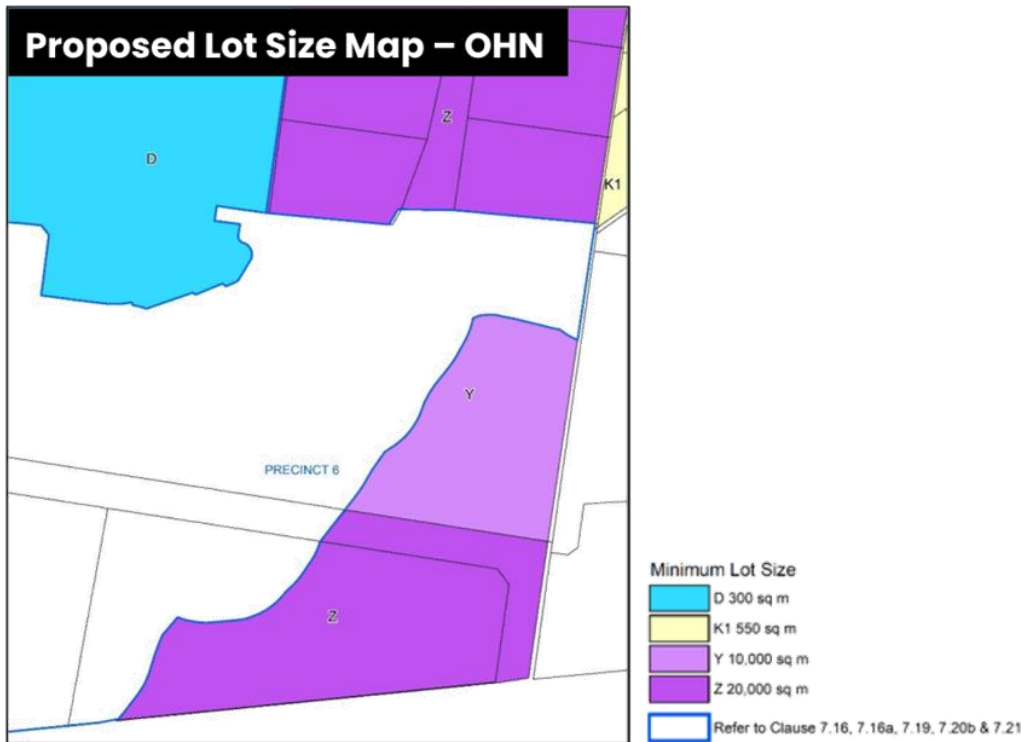 Proposed Lot Size Map – OHN
Z
D
K1
Y
PRECINCT 6
Z
Minimum Lot Size
D 300 sq m
K1 550 sq m
Y 10,000 sq m
Z 20,000 sq m
Refer to Clause 7.16, 7.16a, 7.19, 7.20b & 7.21